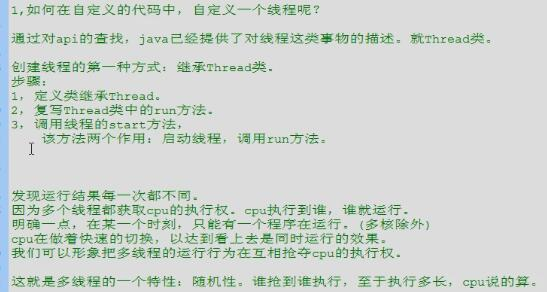 1,如何在自定义的代码中，自定义一个线程呢？
通过对api的查找，java已经提供了对线程这类事物的描述。就Thread类。
创建线程的第一种方式：继承Thread类。
步骤：
1，定义类继承Thread。
2，复写Thread类中的run方法。
3，调用线程的start方法，
该方法两个作用：启动线程，调用run方法。
发现运行结果每一次都不同。
因为多个线程都获取cpu的执行权。cpu执行到谁，谁就运行。
明确一点，在某一个时刻，只能有一个程序在运行。(多核除外)
cpu在做着快速的切换，以达到看上去是同时运行的效果。
我们可以形象把多线程的运行行为在互相抢夺cpu的执行权。
这就是多线程的一个特性：随机性。谁抢到谁执行，至于执行多长，cpu说的算。